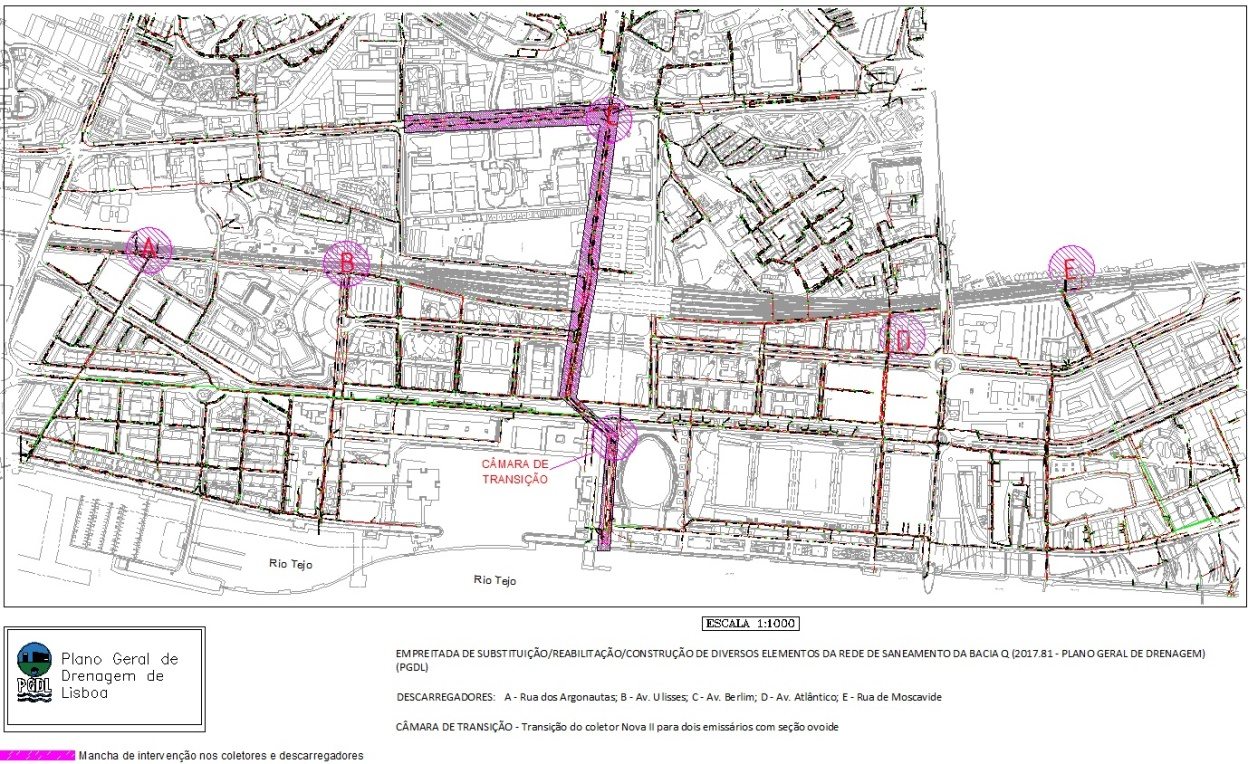 C
A
B
E
D
CÂMARA DE
TRANSIÇÃO
Rio Tejo
Rio Tejo
ESCALA 1:1000
PGDL
Plano Geral de
Drenagem de
Lisboa
EMPREITADA DE SUBSTITUIÇÃO/REABILITAÇÃO/CONSTRUÇÃO DE DIVERSOS ELEMENTOS DA REDE DE SANEAMENTO DA BACIA Q (2017.81 - PLANO GERAL DE DRENAGEM)
(PGDL)
DESCARREGADORES: A - Rua dos Argonautas; B - Av. Ulisses; C - Av. Berlim; D - Av. Atlântico; E - Rua de Moscavide
CÂMARA DE TRANSIÇÃO - Transição do coletor Nova II para dois emissários com seção ovoide
Mancha de intervenção nos coletores e descarregadores